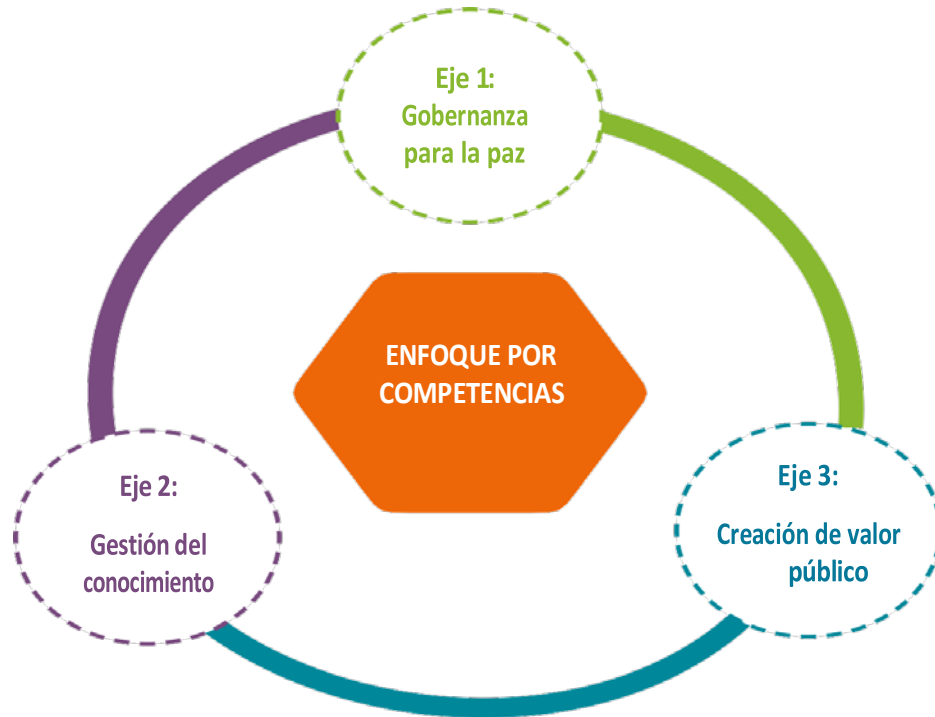 Eje 1:
Gobernanza
para la paz
ENFOQUE POR
COMPETENCIAS
Eje 2:
Gestión del
conocimiento
Eje 3:
Creación de valor
público